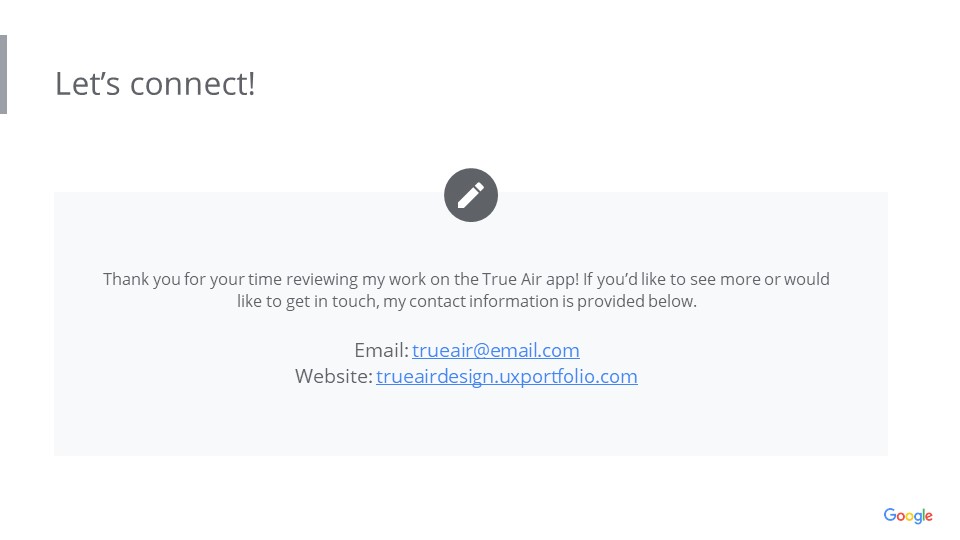 Let’s connect!
Thank you for your time reviewing my work on the True Air app! If you’d like to see more or would
like to get in touch, my contact information is provided below.
Email: trueair@email.com
Website: trueairdesign.uxportfolio.com
Google